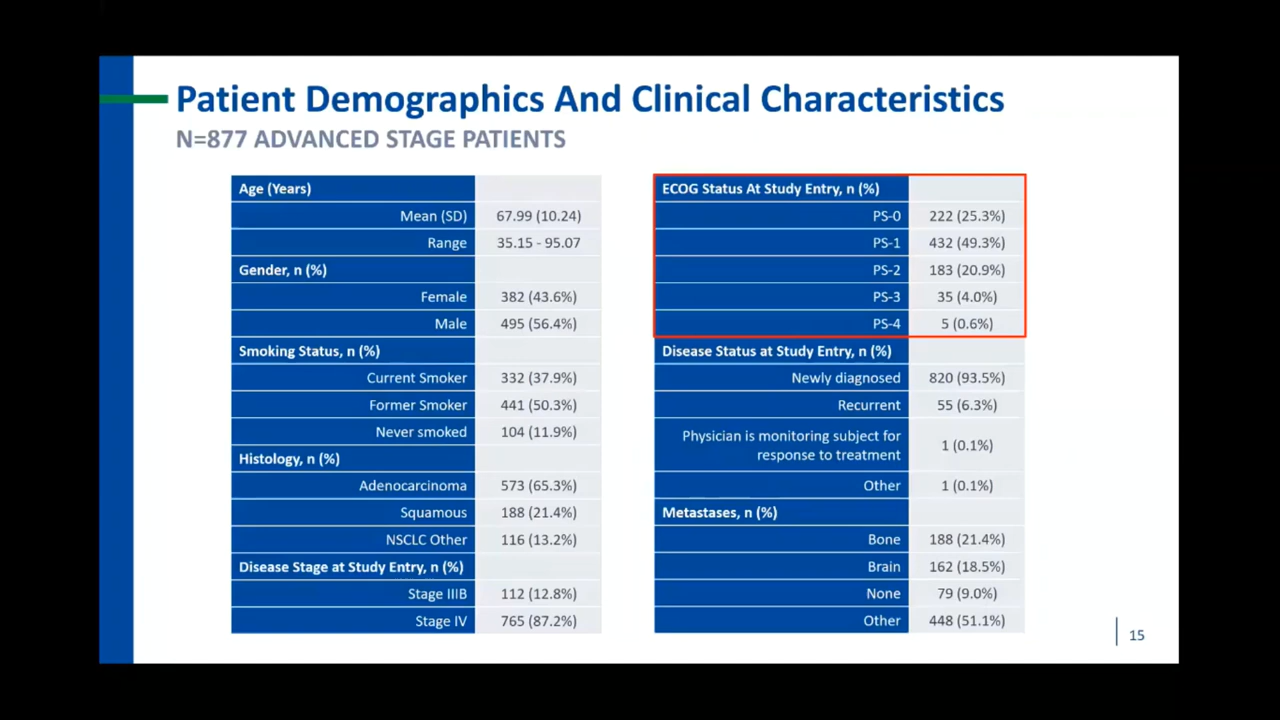 Patient Demographics And Clinical Characteristics
N=877 ADVANCED STAGE PATIENTS
Age (Years)
Mean (SD) 67.99 (10.24)
Range 35.15 - 95.07
Gender, n (%)
Female 382 (43.6%)
Male 495 (56.4%)
Smoking Status, n (%)
Current Smoker 332 (37.9%)
Former Smoker 441 (50.3%)
Never smoked 104 (11.9%)
Histology, n (%)
Adenocarcinoma 573 (65.3%)
Squamous 188 (21.4%)
NSCLC Other 116 (13.2%)
Disease Stage at Study Entry, n (%)
Stage IIIB 112 (12.8%)
Stage IV 765 (87.2%)
ECOG Status At Study Entry, n (%)
PS-0 222 (25.3%)
PS-1 432 (49.3%)
PS-2 183 (20.9%)
PS-3 35 (4.0%)
PS-4 5 (0.6%)
Disease Status at Study Entry, n (%)
Newly diagnosed 820 (93.5%)
Recurrent 55 (6.3%)
Physician is monitoring subject for
response to treatment 1 (0.1%)
Other 1 (0.1%)
Metastases, n (%)
Bone 188 (21.4%)
Brain 162 (18.5%)
None 79 (9.0%)
Other 448 (51.1%)
15